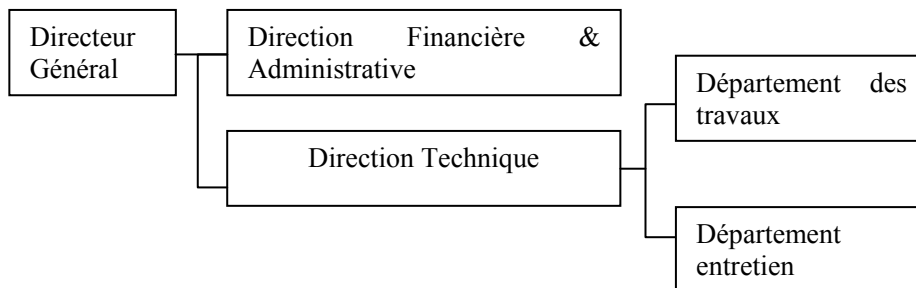 Directeur
Général
Direction Financière &
Administrative
Direction Technique
Département des
travaux
Département
entretien